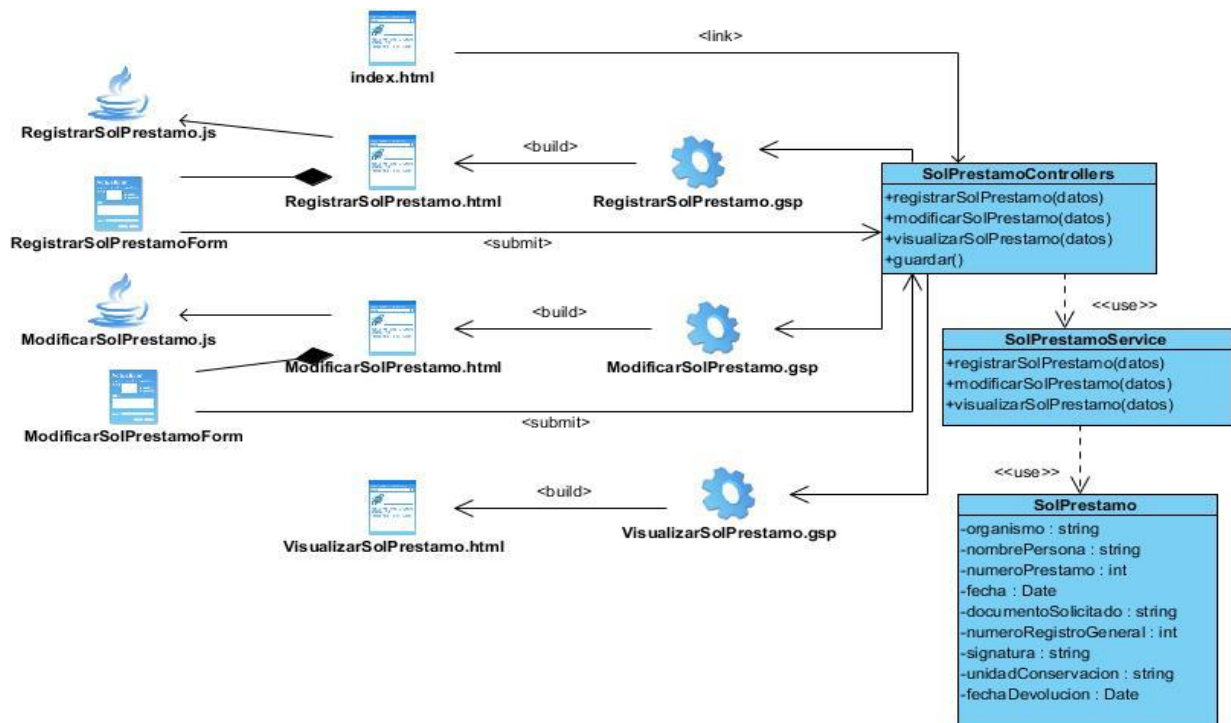 <link>
index.html
RegistrarSolPrestamo.js
<build>
RegistrarSolPrestamo.html
RegistrarSolPrestamo.gsp
RegistrarSolPrestamoForm
<submit>
SolPrestamoControllers
+registrarSolPrestamo(datos)
+modificarSolPrestamo(datos)
+visualizarSolPrestamo(datos)
+guardar()
<<use>>
ModificarSolPrestamo.js
<build>
ModificarSolPrestamo.html
ModificarSolPrestamo.gsp
ModificarSolPrestamoForm
<submit>
SolPrestamoService
+registrarSolPrestamo(datos)
+modificarSolPrestamo(datos)
+visualizarSolPrestamo(datos)
<<use>>
<build>
VisualizarSolPrestamo.html
VisualizarSolPrestamo.gsp
SolPrestamo
-organismo : string
-nombrePersona : string
-numeroPrestamo : int
-fecha : Date
-documentoSolicitado : string
-numeroRegistroGeneral : int
-signatura : string
-unidadConservacion : string
-fechaDevolucion : Date